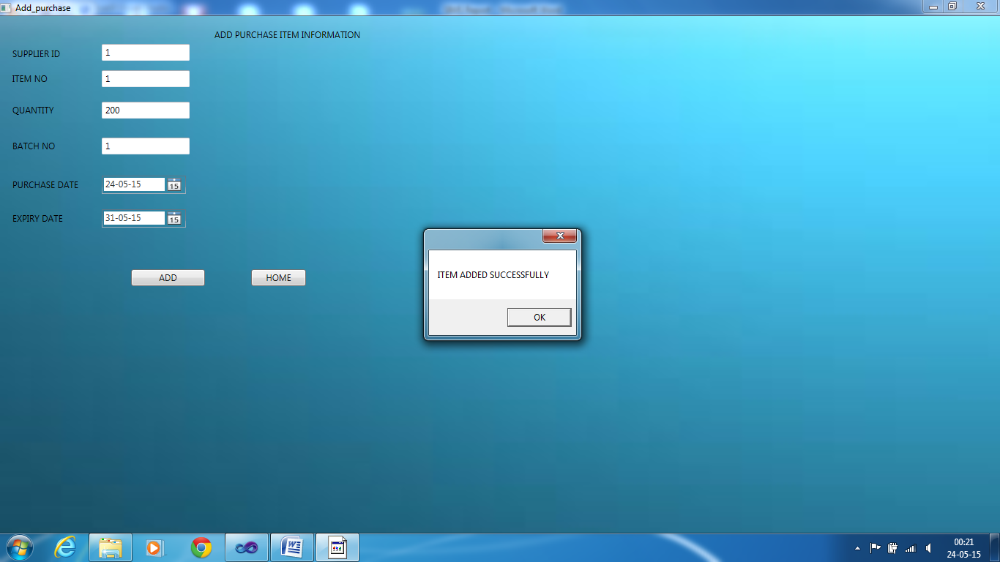 Add_purchase
ADD PURCHASE ITEM INFORMATION
SUPPLIER ID 1
ITEM NO 1
QUANTITY 200
BATCH NO 1
PURCHASE DATE 24-05-15 15
EXPIRY DATE 31-05-15 15
ADD HOME
ITEM ADDED SUCCESSFULLY
OK
00:21
24-05-15